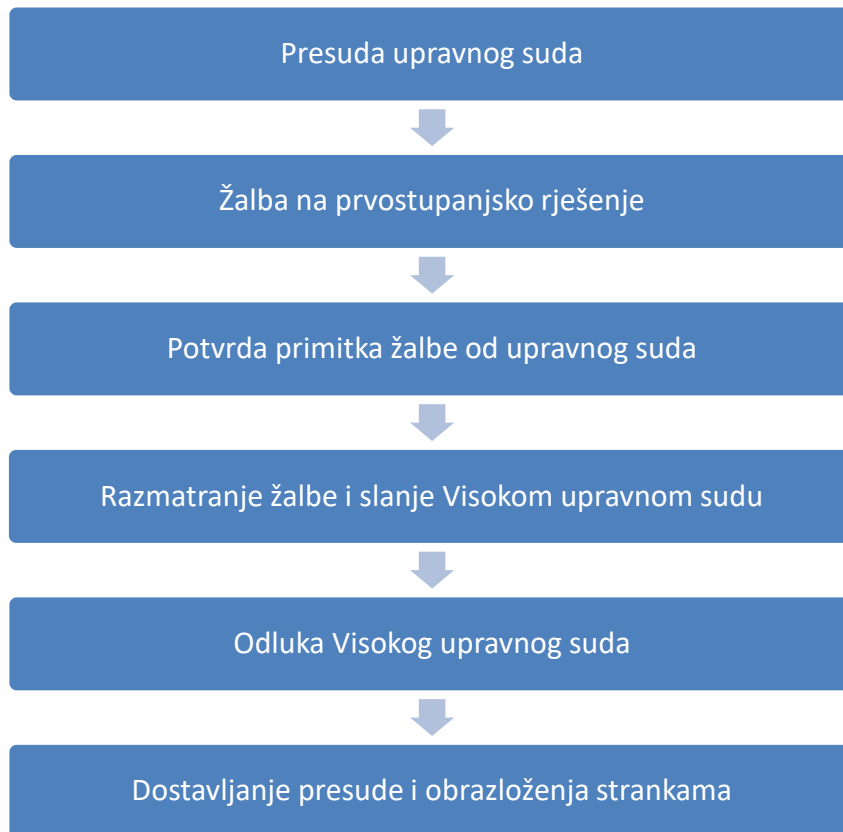 Presuda upravnog suda
Žalba na prvostupanjsko rješenje
Potvrda primitka žalbe od upravnog suda
Razmatranje žalbe i slanje Visokom upravnom sudu
Odluka Visokog upravnog suda
Dostavljanje presude i obrazloženja strankama